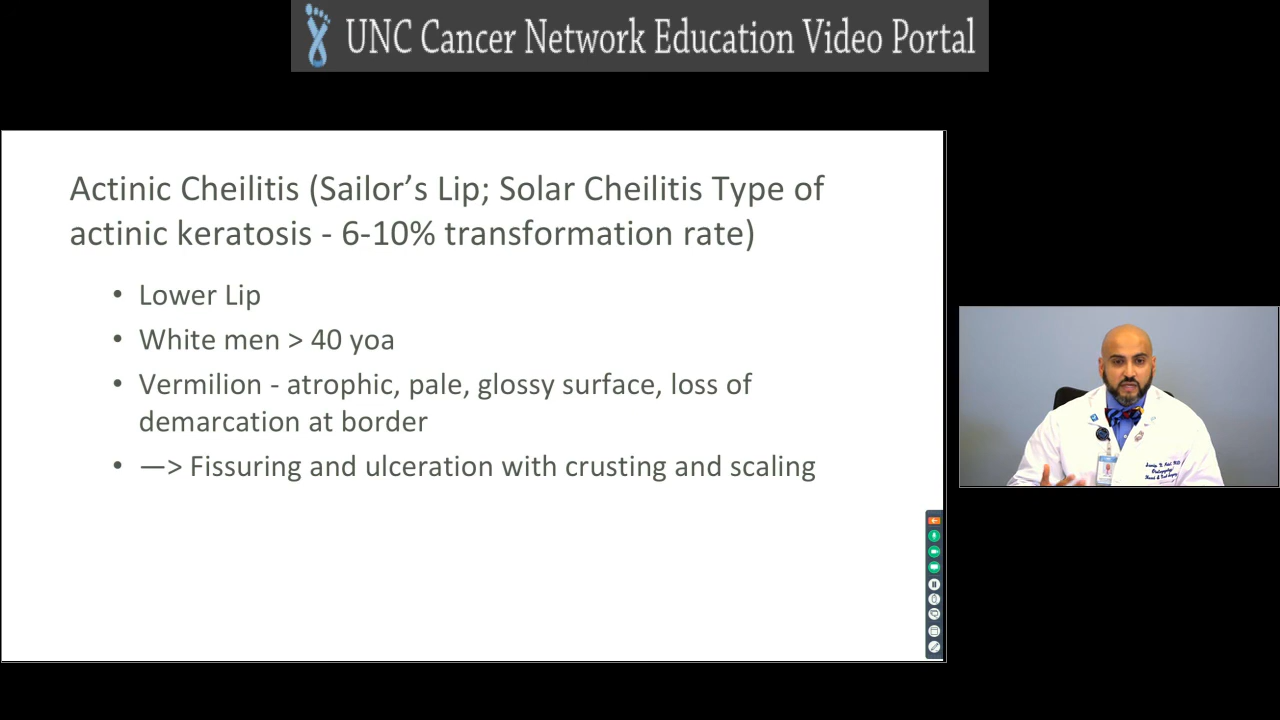 UNC Cancer Network Education Video Portal
Actinic Cheilitis (Sailor's Lip; Solar Cheilitis Type of
actinic keratosis - 6-10% transformation rate)
• Lower Lip
• White men > 40 yoa
• Vermilion - atrophic, pale, glossy surface, loss of
demarcation at border
• —> Fissuring and ulceration with crusting and scaling